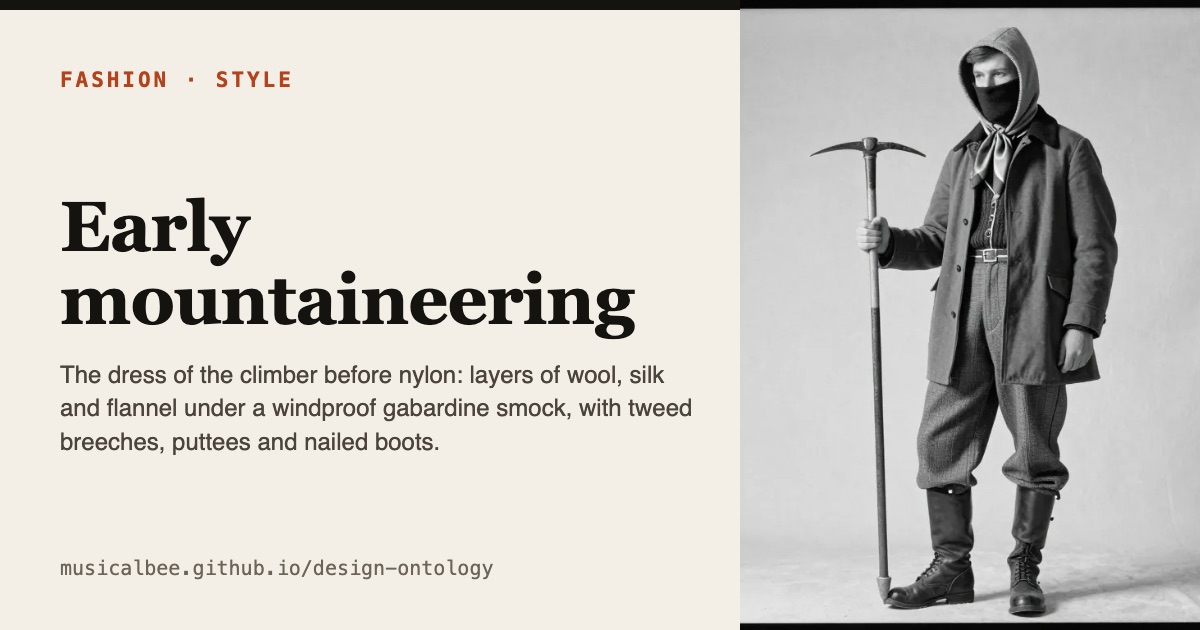 FASHION · STYLE
Early
mountaineering
The dress of the climber before nylon: layers of wool, silk
and flannel under a windproof gabardine smock, with tweed
breeches, puttees and nailed boots.
musicalbee.github.io/design-ontology